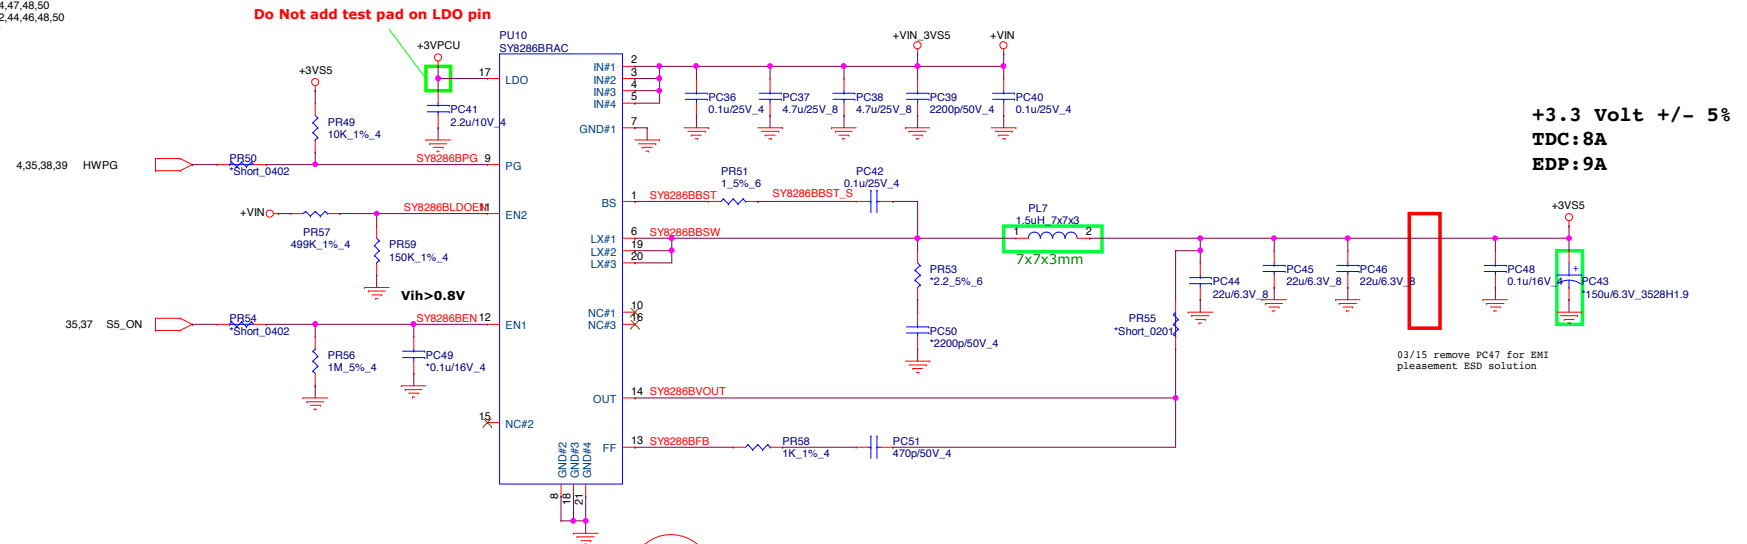 4,47,48,50
2,44,46,48,50
Do Not add test pad on LDO pin
+3VPCU
PU10
SY8286BRAC
+VIN_3VS5
+VIN
+3VS5
17
LDO
IN#1
IN#2
IN#3
IN#4
2
3
4
5
PC41
2.2u/10V_4
PC36
0.1u/25V_4
PC37
4.7u/25V_8
PC38
4.7u/25V_8
PC39
2200p/50V_4
PC40
0.1u/25V_4
PR49
10K_1%_4
GND#1
7
+3.3 Volt +/- 5%
TDC:8A
EDP:9A
4,35,38,39
HWPG
PR50
*Short_0402
SY8286BPG
9
PG
PR51
1_5%_6
PC42
0.1u/25V_4
BS
1
SY8286BBST
SY8286BBST_S
+VIN
SY8286BLDOEN
11
EN2
PR57
499K_1%_4
PR59
150K_1%_4
PL7
1.5uH_7x7x3
1
2
7x7x3mm
+3VS5
LX#1
LX#2
LX#3
6
19
20
SY8286BBSW
PR53
*2.2_5%_6
PC44
22u/6.3V_8
PC45
22u/6.3V_8
PC46
22u/6.3V_8
PC48
0.1u/16V_4
+
PC43
*150u/6.3V_3528H1.9
Vih>0.8V
35,37
S5_ON
PR54
*Short_0402
SY8286BEN
12
EN1
NC#1
NC#3
10
16
PC50
*2200p/50V_4
PR55
*Short_0201
PR56
1M_5%_4
PC49
*0.1u/16V_4
03/15 remove PC47 for EMI
pleasement ESD solution
OUT
14
SY8286BVOUT
15
NC#2
FF
13
SY8286BFB
PR58
1K_1%_4
PC51
470p/50V_4
GND#2
GND#3
GND#4
8
18
21